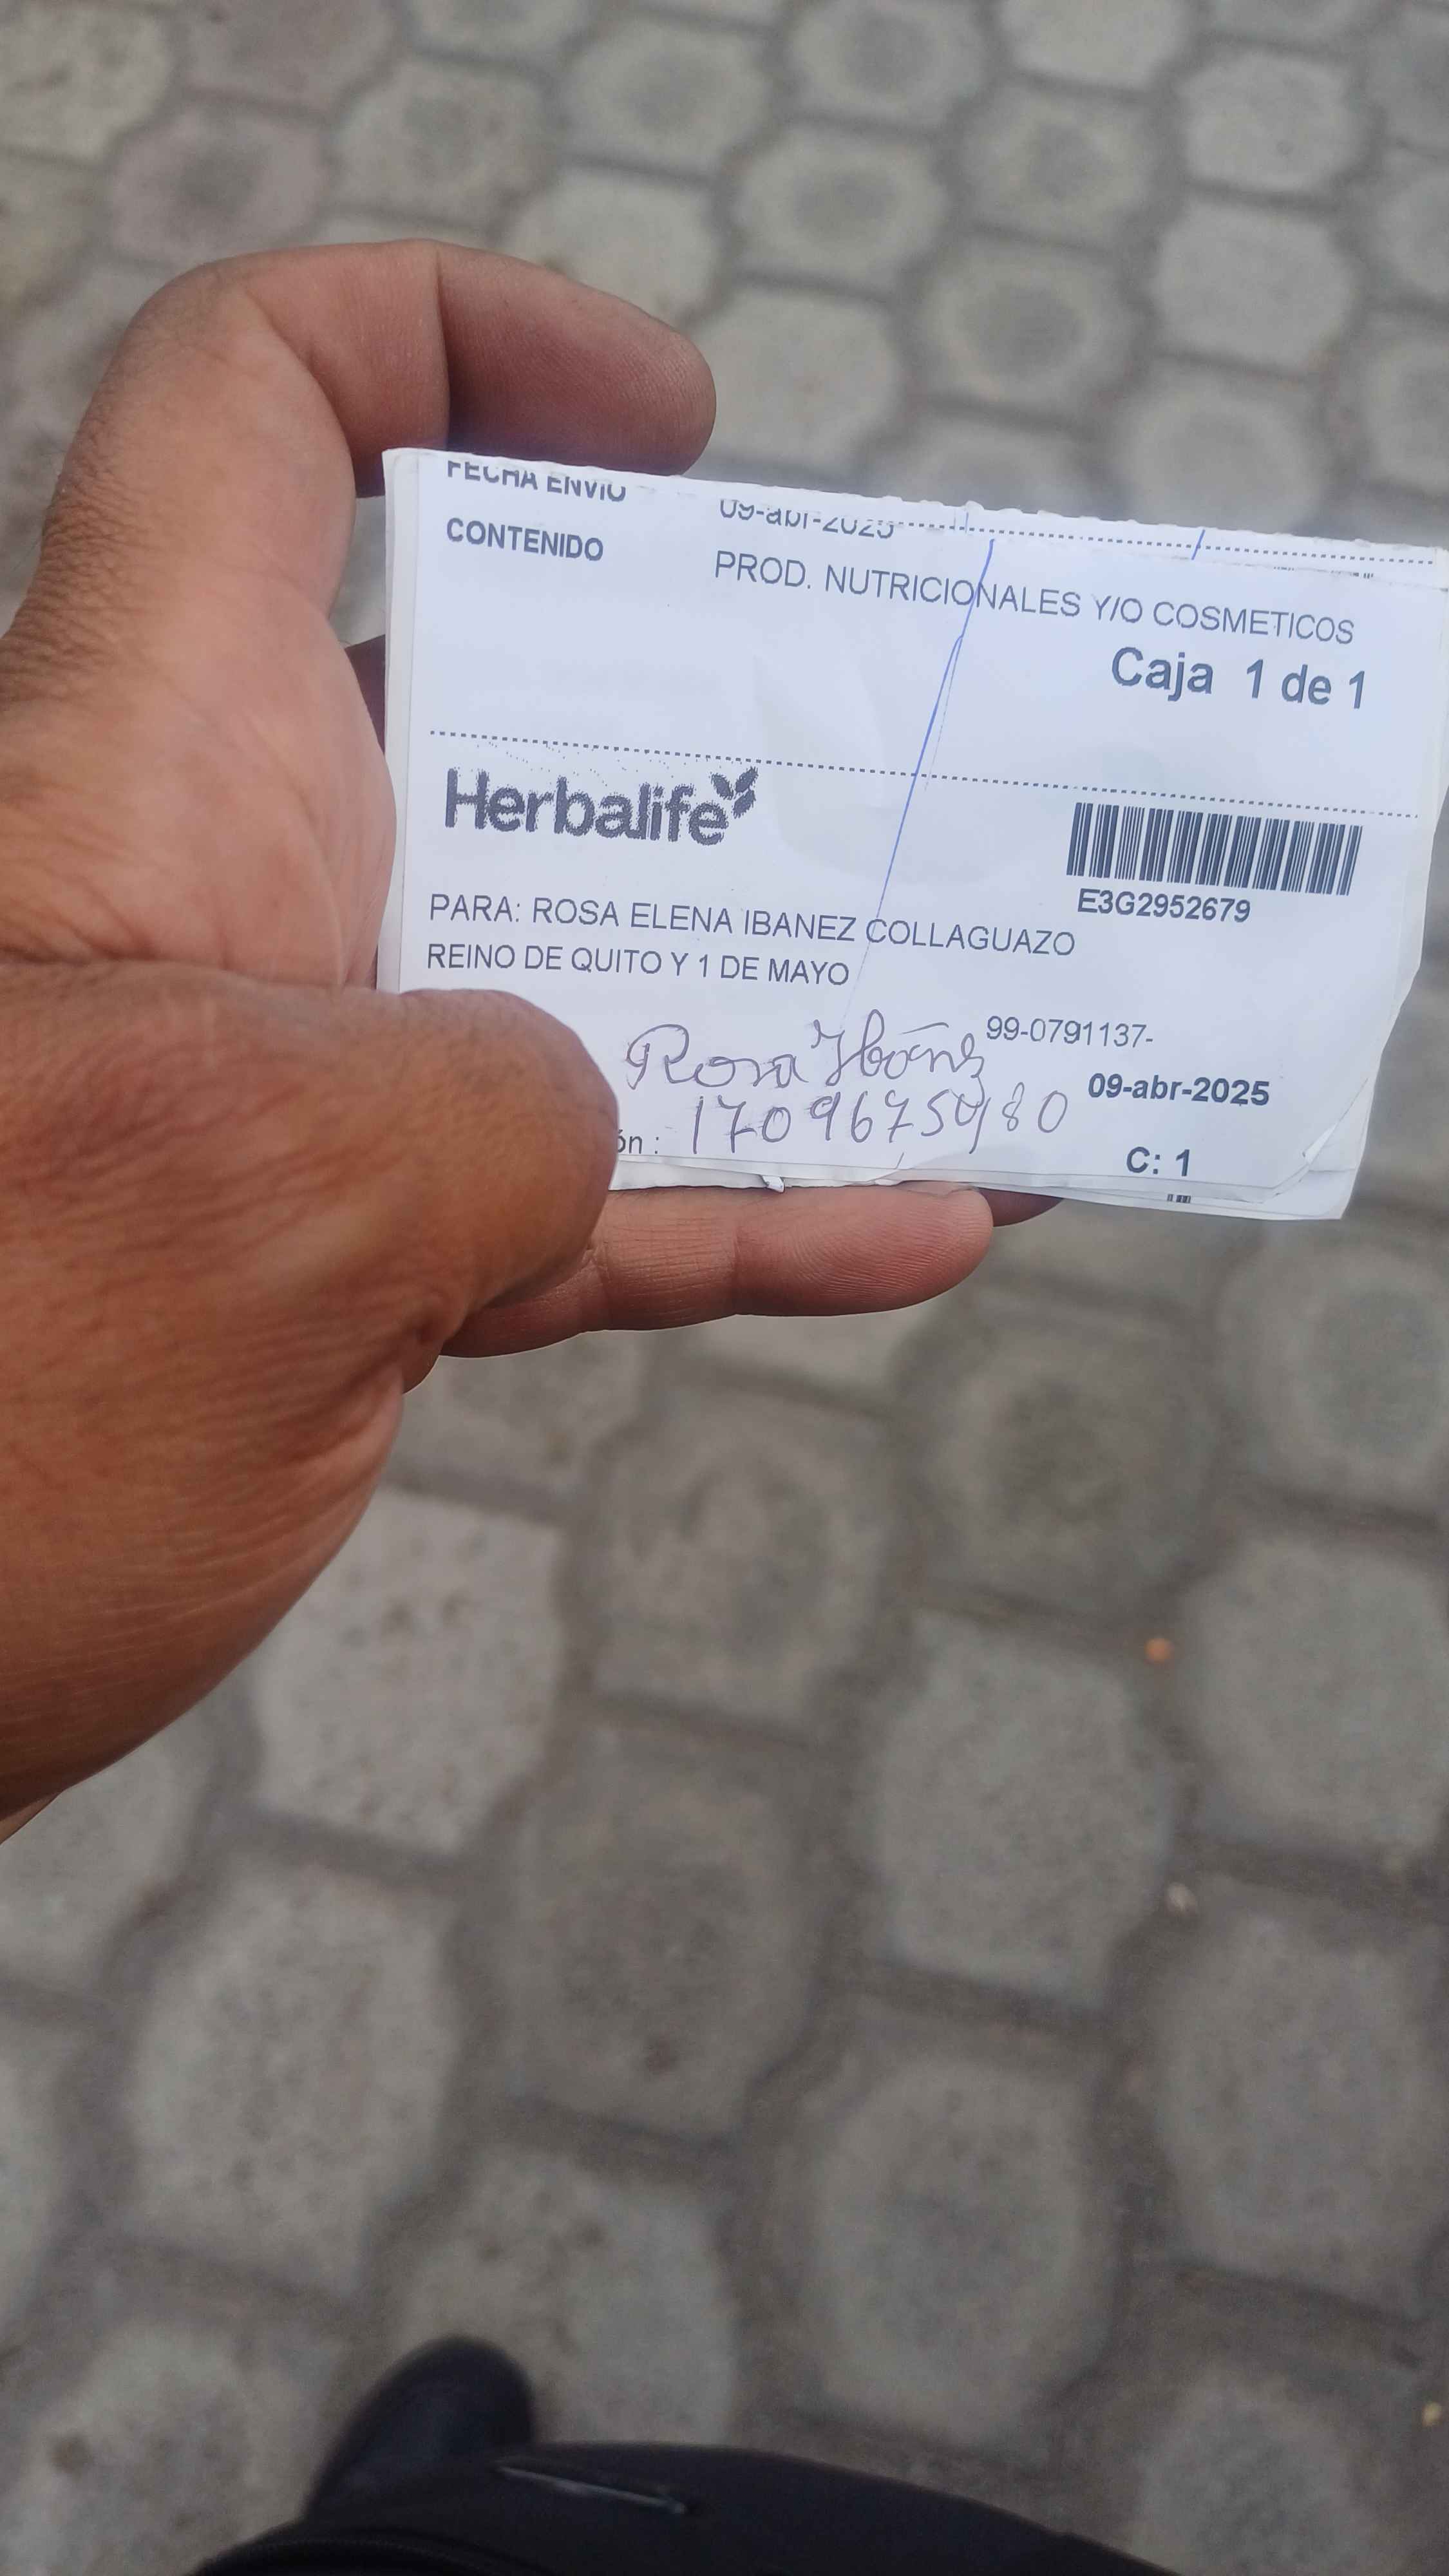 FECHA ENVIO 09-abr-2025
CONTENIDO PROD. NUTRICIONALES Y/O COSMETICOS
Caja 1 de 1
Herbalife
E3G2952679
PARA: ROSA ELENA IBANEZ COLLAGUAZO
REINO DE QUITO Y 1 DE MAYO
99-0791137-
Rosa Ibáñez
09-abr-2025
ón :
C: 1